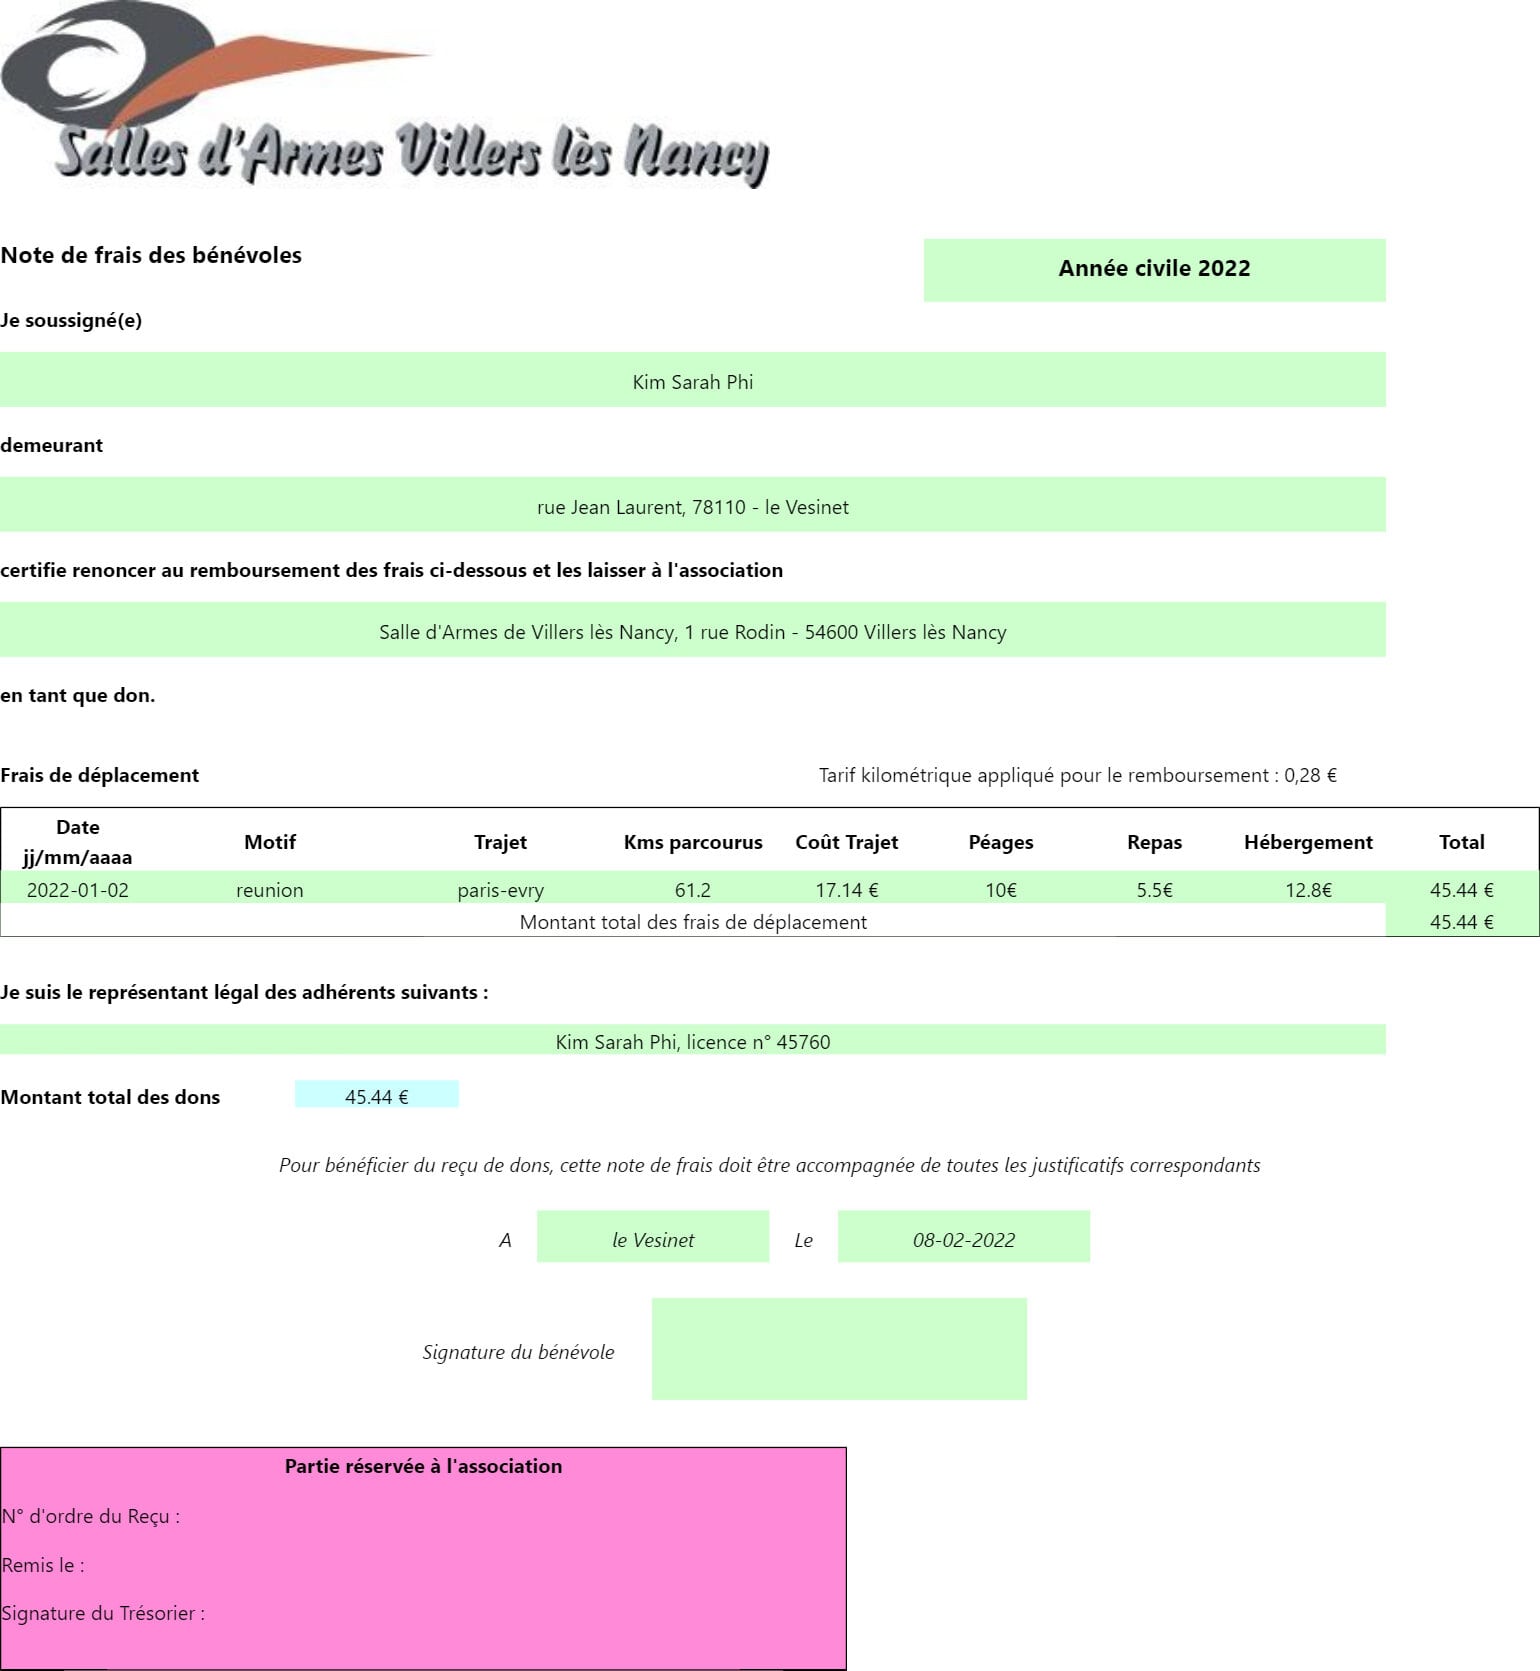 Salles d'Armes Villers lès Nancy
Note de frais des bénévoles
Année civile 2022
Je soussigné(e)
Kim Sarah Phi
demeurant
rue Jean Laurent, 78110 - le Vesinet
certifie renoncer au remboursement des frais ci-dessous et les laisser à l'association
Salle d'Armes de Villers lès Nancy, 1 rue Rodin - 54600 Villers lès Nancy
en tant que don.
Frais de déplacement Tarif kilométrique appliqué pour le remboursement : 0,28 €
Date
jj/mm/aaaa Motif Trajet Kms parcourus Coût Trajet Péages Repas Hébergement Total
2022-01-02 reunion paris-evry 61.2 17.14 € 10€ 5.5€ 12.8€ 45.44 €
Montant total des frais de déplacement 45.44 €
Je suis le représentant légal des adhérents suivants :
Kim Sarah Phi, licence n° 45760
Montant total des dons 45.44 €
Pour bénéficier du reçu de dons, cette note de frais doit être accompagnée de toutes les justificatifs correspondants
A le Vesinet Le 08-02-2022
Signature du bénévole
Partie réservée à l'association
N° d'ordre du Reçu :
Remis le :
Signature du Trésorier :